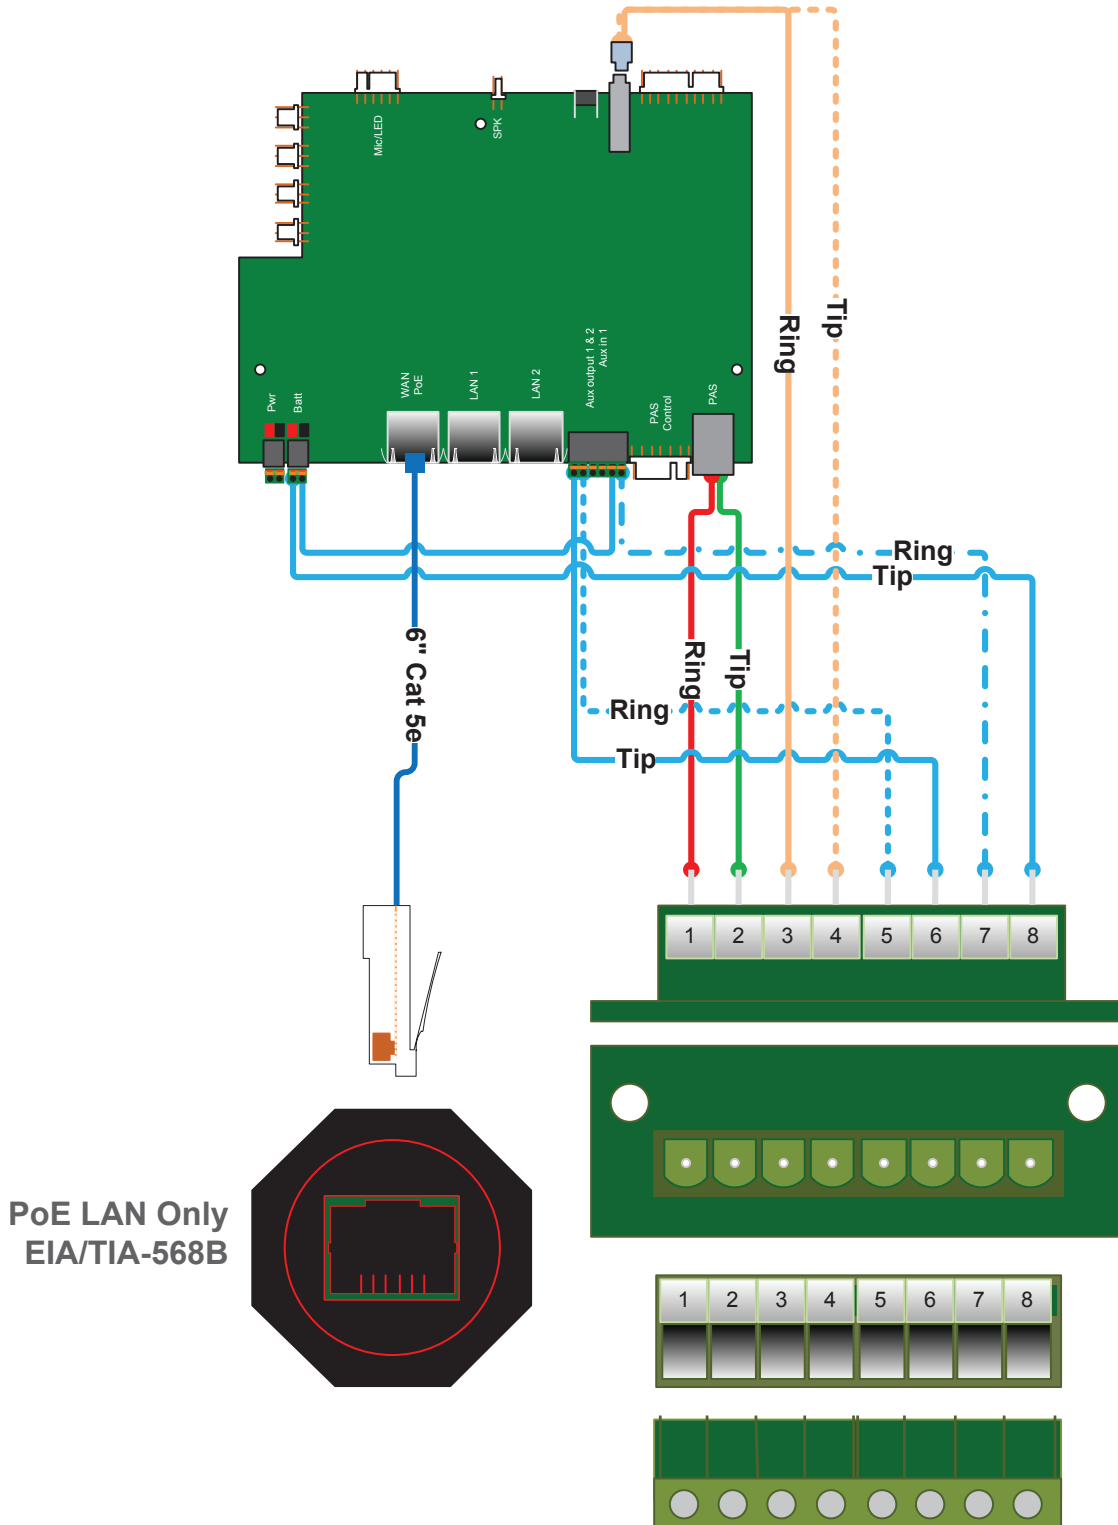 Mic/LED
SPK
Ring
Tip
Pwr
Batt
WAN
PoE
LAN 1
LAN 2
Aux output 1 & 2
Aux in 1
PAS
Control
PAS
Ring
Tip
6" Cat 5e
Ring
Tip
Ring
Tip
1 2 3 4 5 6 7 8
PoE LAN Only
EIA/TIA-568B
1 2 3 4 5 6 7 8